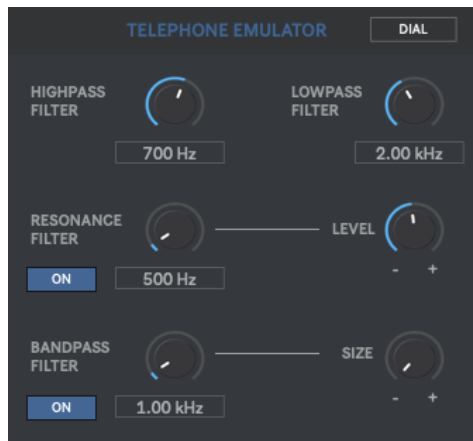 TELEPHONE EMULATOR DIAL
HIGHPASS
FILTER
LOWPASS
FILTER
700 Hz
2.00 kHz
RESONANCE
FILTER
LEVEL
ON
500 Hz
- +
BANDPASS
FILTER
SIZE
ON
1.00 kHz
- +